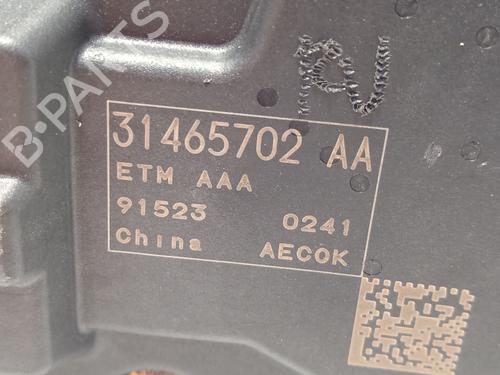 B-PARTS
31465702 AA
ETM AAA
91523 0241
China AECOK